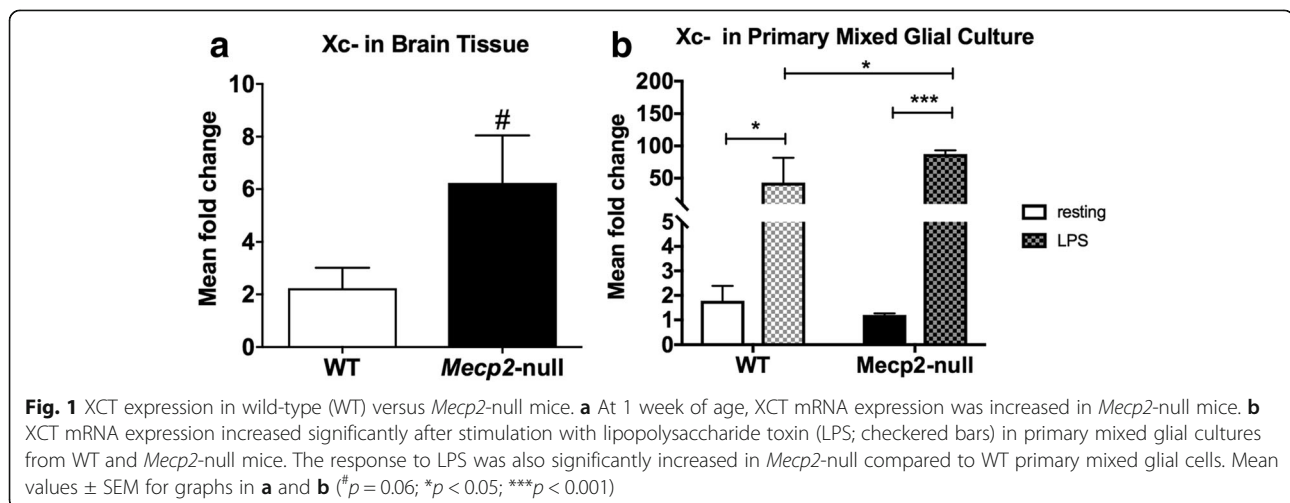 a
Xc- in Brain Tissue
Mean fold change
10
8
6
4
2
0
#
WT
Mecp2-null
b
Xc- in Primary Mixed Glial Culture
Mean fold change
200
150
100
50
5
4
3
2
1
0
*
*
***
WT
Mecp2-null
resting
LPS
Fig. 1 XCT expression in wild-type (WT) versus Mecp2-null mice. a At 1 week of age, XCT mRNA expression was increased in Mecp2-null mice. b
XCT mRNA expression increased significantly after stimulation with lipopolysaccharide toxin (LPS; checkered bars) in primary mixed glial cultures
from WT and Mecp2-null mice. The response to LPS was also significantly increased in Mecp2-null compared to WT primary mixed glial cells. Mean
values ± SEM for graphs in a and b (#p = 0.06; *p < 0.05; ***p < 0.001)